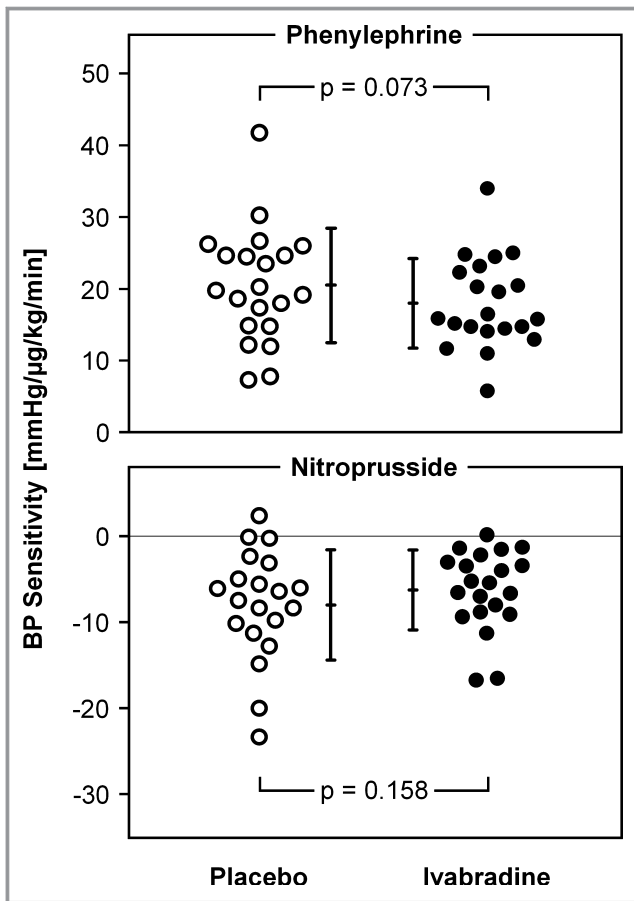 Phenylephrine
50
p = 0.073
40
30
20
10
0
BP Sensitivity [mmHg/µg/kg/min]
Nitroprusside
0
-10
-20
-30
p = 0.158
Placebo Ivabradine